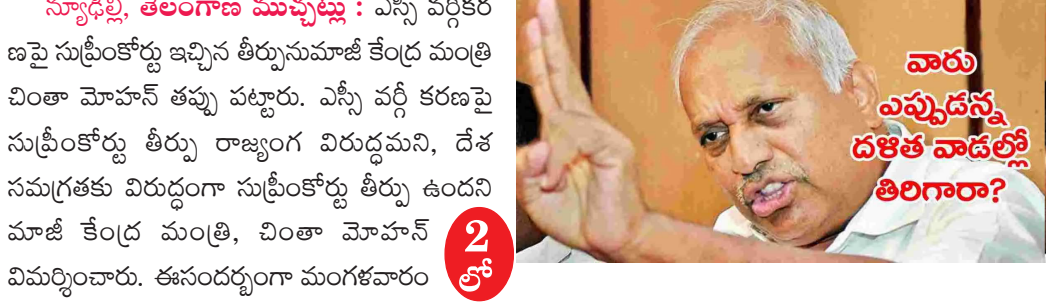 న్యూఢిల్లీ, తెలంగాణ ముచ్చట్లు : ఎస్సీ వర్గీకర
ణపై సుప్రీంకోర్టు ఇచ్చిన తీర్పునుమాజీ కేంద్ర మంత్రి
చింతా మోహన్ తప్పు పట్టారు. ఎస్సీ వర్గీ కరణపై
సుప్రీంకోర్టు తీర్పు రాజ్యంగ విరుద్ధమని, దేశ
సమగ్రతకు విరుద్ధంగా సుప్రీంకోర్టు తీర్పు ఉందని
మాజీ కేంద్ర మంత్రి, చింతా మోహన్
విమర్శించారు. ఈసందర్భంగా మంగళవారం
2
లో
వారు
ఎప్పుడన్న
దళిత వాడల్లో
తిరిగారా?